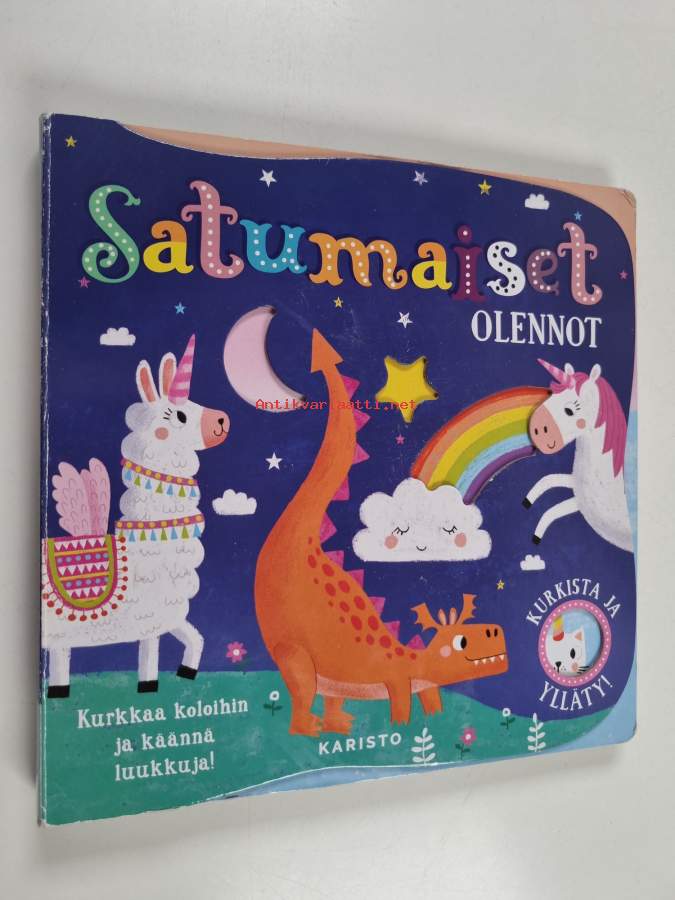 Satumaiset
OLENNOT
Antikvariaatti.net
KURKISTA JA
YLLÄTY!
Kurkkaa koloihin
ja käännä
luukkuja!
KARISTO